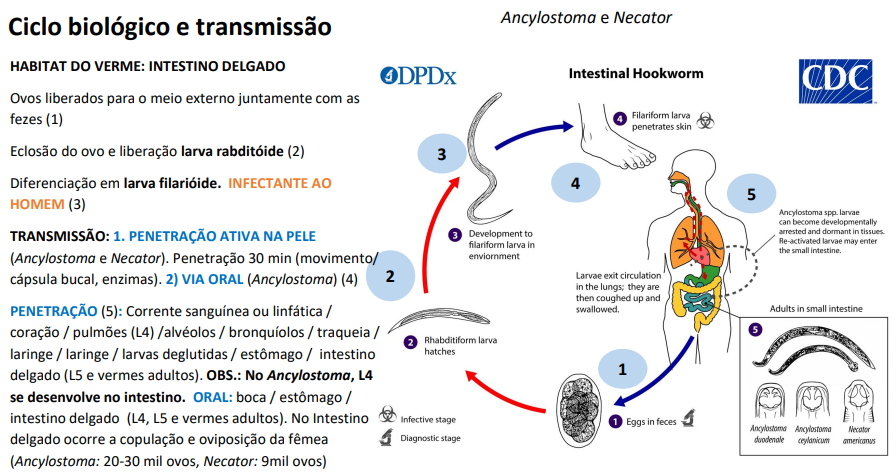 Ciclo biológico e transmissão
Ancylostoma e Necator
HABITAT DO VERME: INTESTINO DELGADO
Ovos liberados para o meio externo juntamente com as
fezes (1)
Eclosão do ovo e liberação larva rabditóide (2)
Diferenciação em larva filarióide. INFECTANTE AO
HOMEM (3)
TRANSMISSÃO: 1. PENETRAÇÃO ATIVA NA PELE
(Ancylostoma e Necator). Penetração 30 min (movimento/
cápsula bucal, enzimas). 2) VIA ORAL (Ancylostoma) (4)
PENETRAÇÃO (5): Corrente sanguínea ou linfática /
coração / pulmões (L4) /alvéolos / bronquíolos / traqueia /
laringe / laringe / larvas deglutidas / estômago / intestino
delgado (L5 e vermes adultos). OBS.: No Ancylostoma, L4
se desenvolve no intestino. ORAL: boca / estômago /
intestino delgado (L4, L5 e vermes adultos). No Intestino
delgado ocorre a copulação e oviposição da fêmea
(Ancylostoma: 20-30 mil ovos, Necator: 9mil ovos)
DPDx
Intestinal Hookworm
CDC
4 Filariform larva
penetrates skin
3
4
5
3 Development to
filariform larva in
enviornment
Ancylostoma spp. larvae
can become developmentally
arrested and dormant in tissues.
Re-activated larvae may enter
the small intestine.
2
Larvae exit circulation
in the lungs; they are
then coughed up and
swallowed.
Adults in small intestine
5
2 Rhabditiform larva
hatches
1
Infective stage
Diagnostic stage
1 Eggs in feces
Ancylostoma
duodenale
Ancylostoma
ceylanicum
Necator
americanus